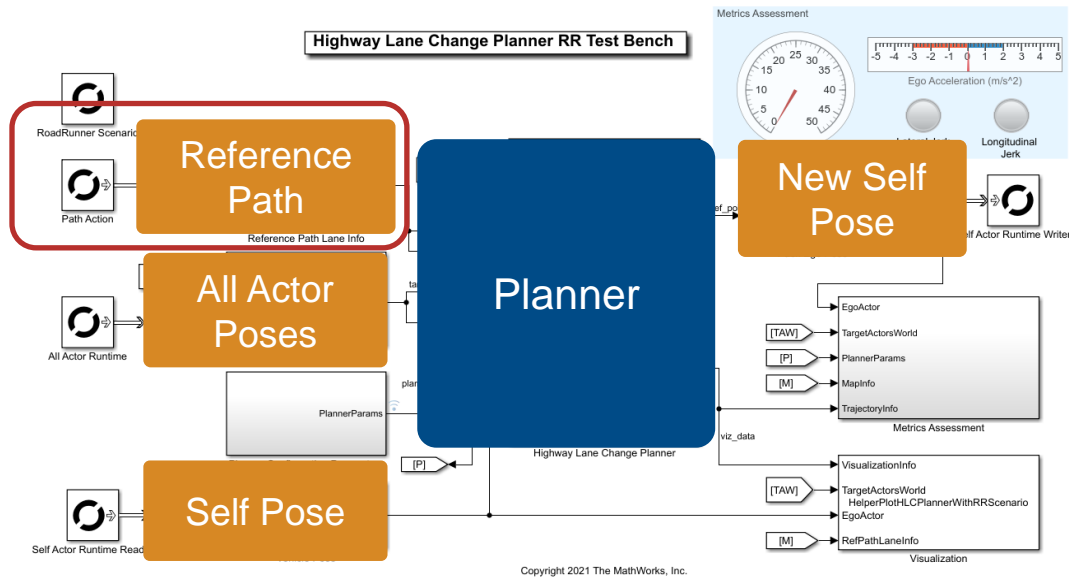 Metrics Assessment
Highway Lane Change Planner RR Test Bench
0
5
10
15
20
25
30
35
40
45
50
-5 -4 -3 -2 -1 0 1 2 3 4 5
Ego Acceleration (m/s^2)
Longitudinal
Jerk
RoadRunner Scenario
Path Action
Reference
Path
Reference Path Lane Info
Planner
New Self
Pose
ef_po
elf Actor Runtime Writer
All Actor
Poses
All Actor Runtime
ta
EgoActor
[TAW]
TargetActorsWorld
[P]
PlannerParams
[M]
MapInfo
TrajectoryInfo
Metrics Assessment
PlannerParams
plan
[P]
Highway Lane Change Planner
viz_data
VisualizationInfo
[TAW]
TargetActorsWorld
HelperPlotHLCPlannerWithRRScenario
EgoActor
[M]
RefPathLaneInfo
Visualization
Self Pose
Self Actor Runtime Read
Copyright 2021 The MathWorks, Inc.